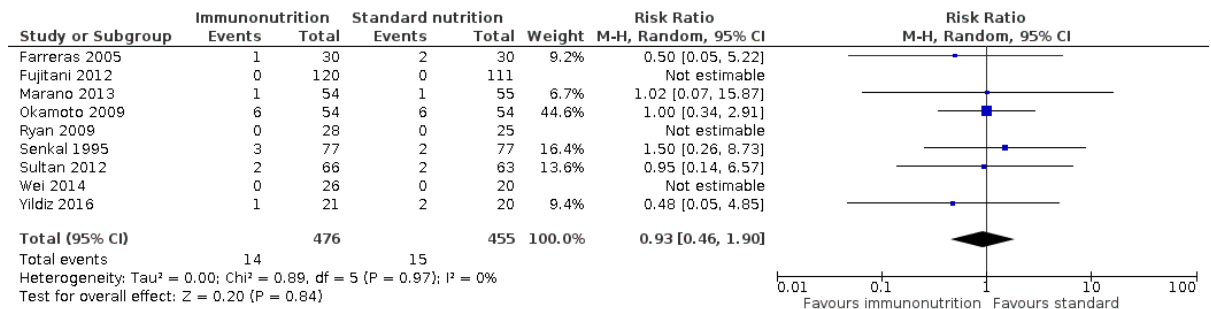 Immunonutrition Standard nutrition Risk Ratio Risk Ratio
Study or Subgroup Events Total Events Total Weight M-H, Random, 95% CI M-H, Random, 95% CI
Farreras 2005 1 30 2 30 9.2% 0.50 [0.05, 5.22]
Fujitani 2012 0 120 0 111 Not estimable
Marano 2013 1 54 1 55 6.7% 1.02 [0.07, 15.87]
Okamoto 2009 6 54 6 54 44.6% 1.00 [0.34, 2.91]
Ryan 2009 0 28 0 25 Not estimable
Senkal 1995 3 77 2 77 16.4% 1.50 [0.26, 8.73]
Sultan 2012 2 66 2 63 13.6% 0.95 [0.14, 6.57]
Wei 2014 0 26 0 20 Not estimable
Yildiz 2016 1 21 2 20 9.4% 0.48 [0.05, 4.85]
Total (95% CI) 476 455 100.0% 0.93 [0.46, 1.90]
Total events 14 15
Heterogeneity: Tau² = 0.00; Chi² = 0.89, df = 5 (P = 0.97); I² = 0%
Test for overall effect: Z = 0.20 (P = 0.84)
0.01 0.1 1 10 100
Favours immunonutrition Favours standard